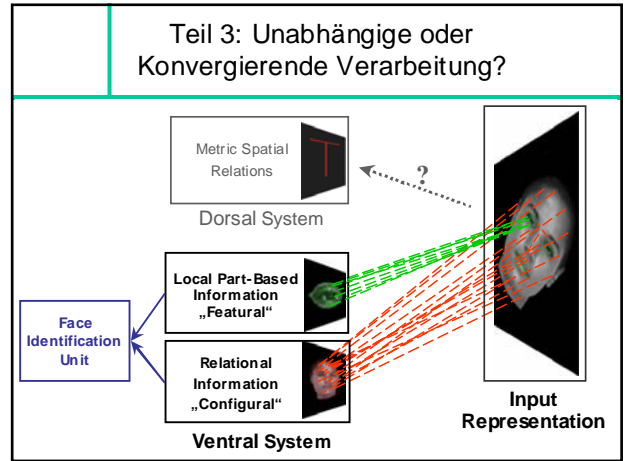 Teil 3: Unabhängige oder
Konvergierende Verarbeitung?
Metric Spatial
Relations
T
?
Dorsal System
Local Part-Based
Information
„Featural“
Face
Identification
Unit
Relational
Information
„Configural“
Ventral System
Input
Representation